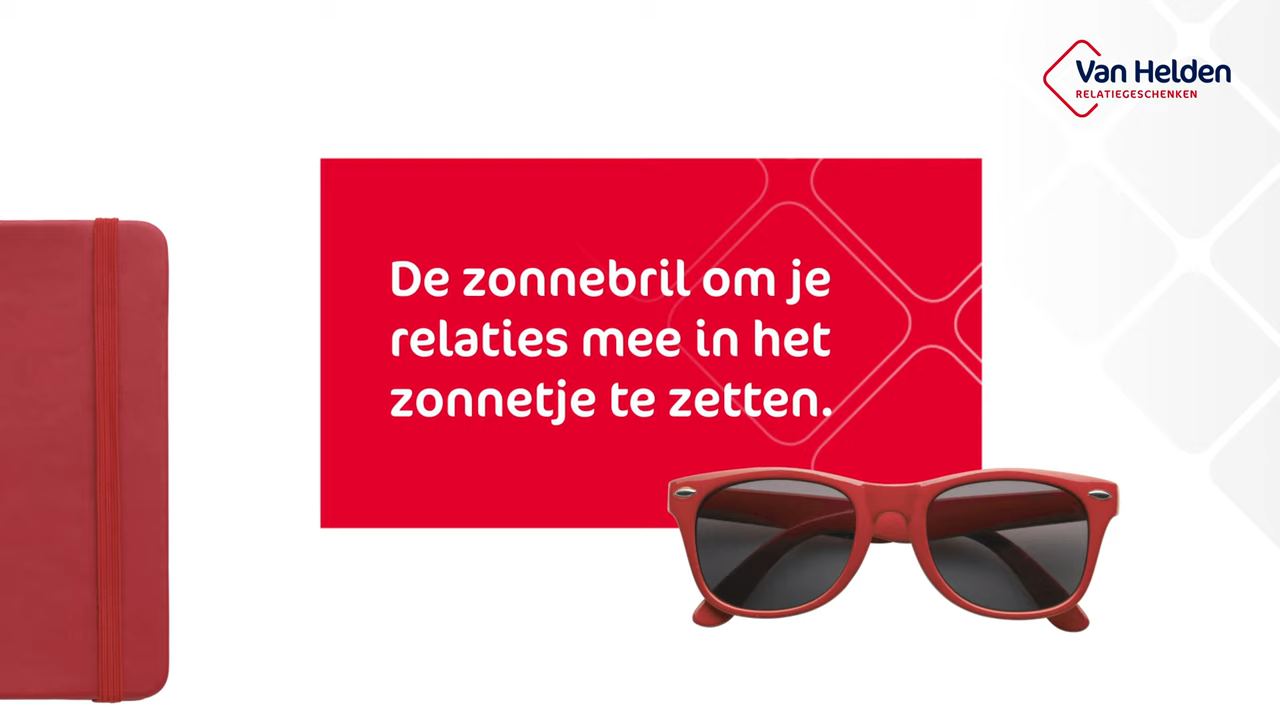 Van Helden
RELATIEGESCHENKEN
De zonnebril om je
relaties mee in het
zonnetje te zetten.